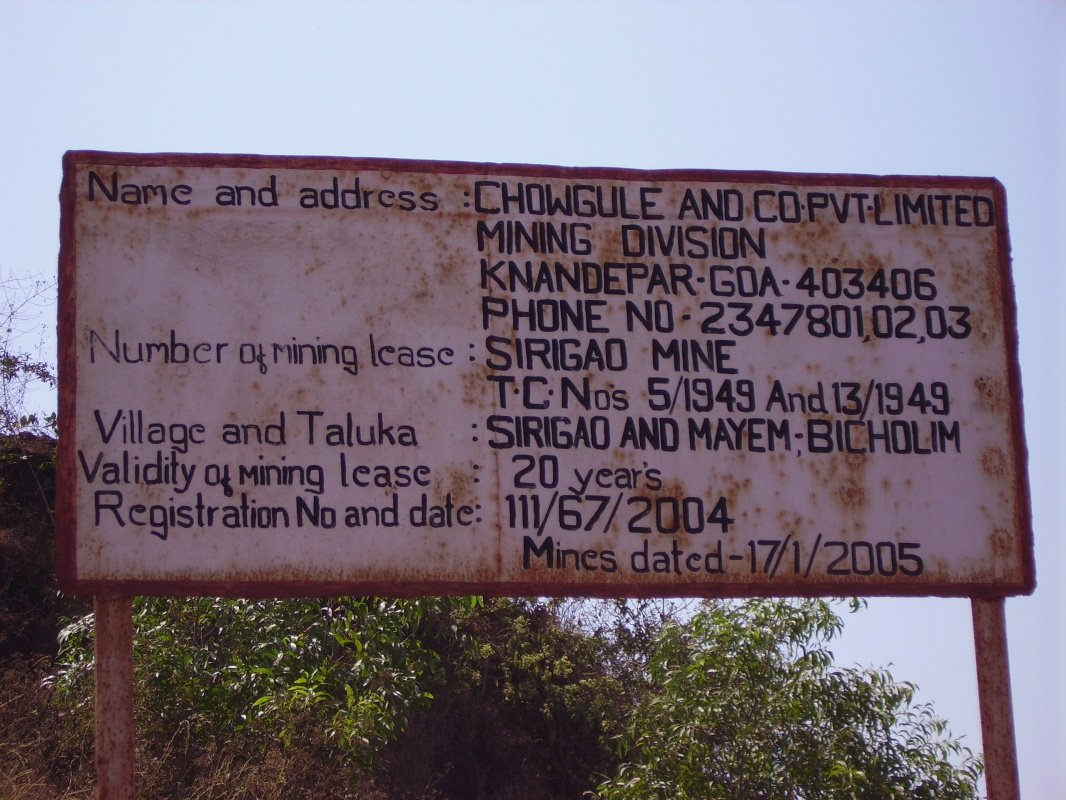 Name and address : CHOWGULE AND CO·PVT·LIMITED
MINING DIVISION
KNANDEPAR·GOA·403406
PHONE NO - 2347801,02,03
Number of mining lease : SIRIGAO MINE
T·C·Nos 5/1949 And 13/1949
Village and Taluka : SIRIGAO AND MAYEM,-BICHOLIM
Validity of mining lease : 20 years
Registration No and date: 111/67/2004
Mines dated-17/1/2005